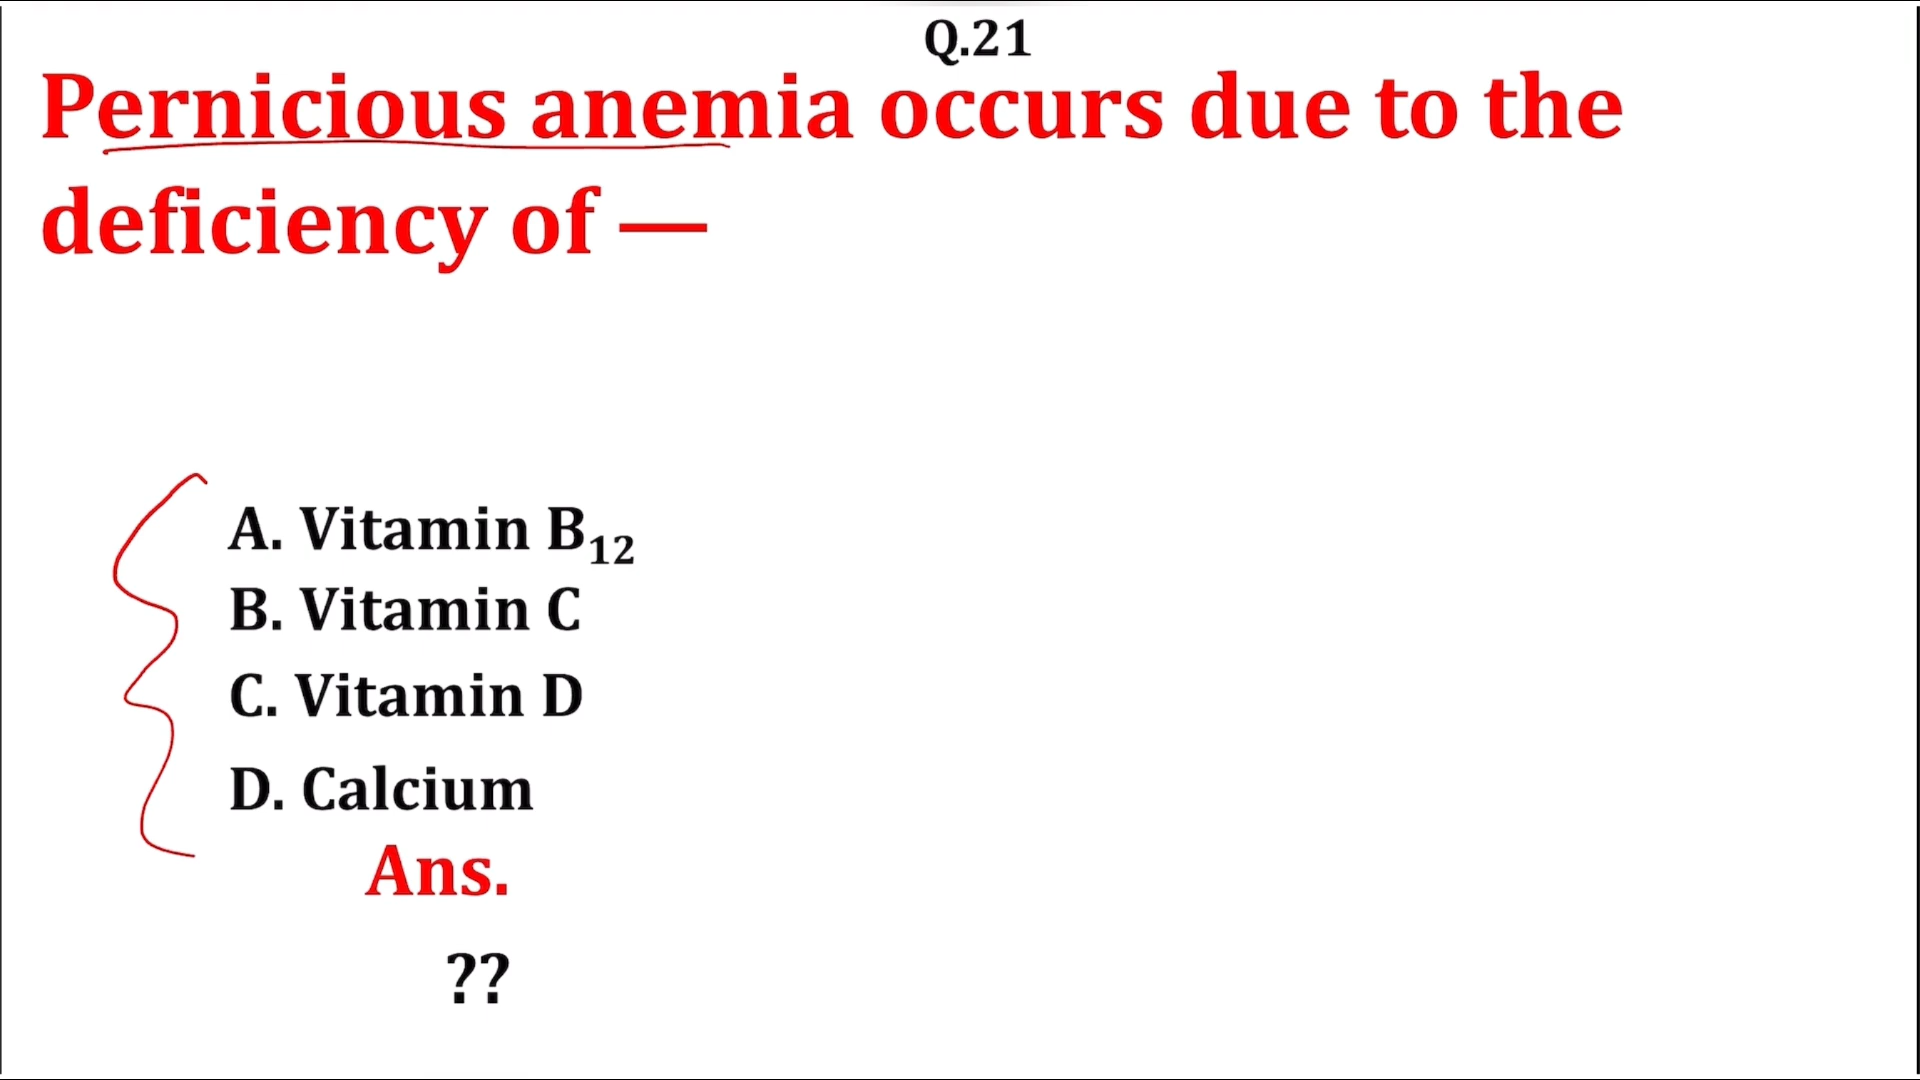 Q.21
Pernicious anemia occurs due to the
deficiency of —
A. Vitamin B₁₂
B. Vitamin C
C. Vitamin D
D. Calcium
Ans.
??